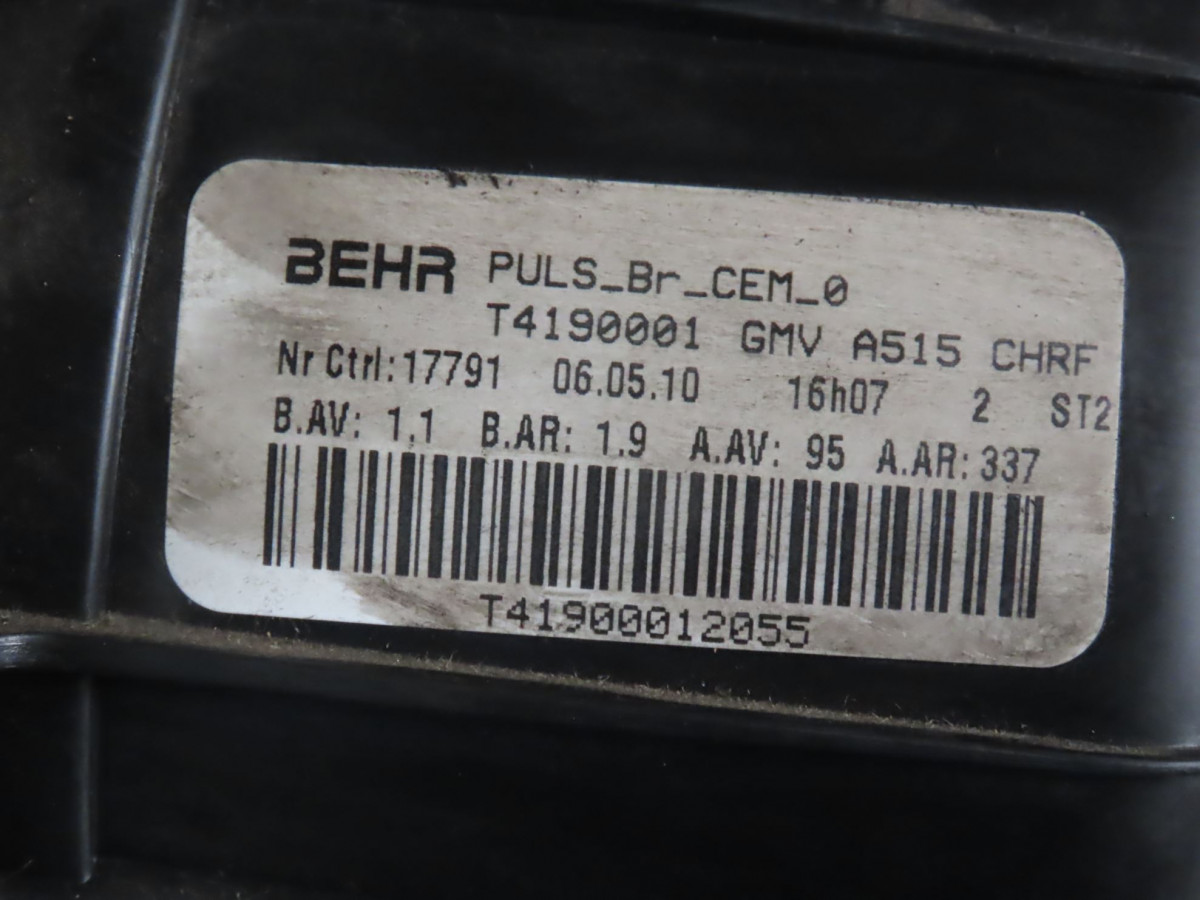 BEHR PULS_Br_CEM_0
T4190001 GMV A515 CHRF
Nr Ctrl:17791 06.05.10 16h07 2 ST2
B.AV: 1.1 B.AR: 1.9 A.AV: 95 A.AR: 337
T41900012055